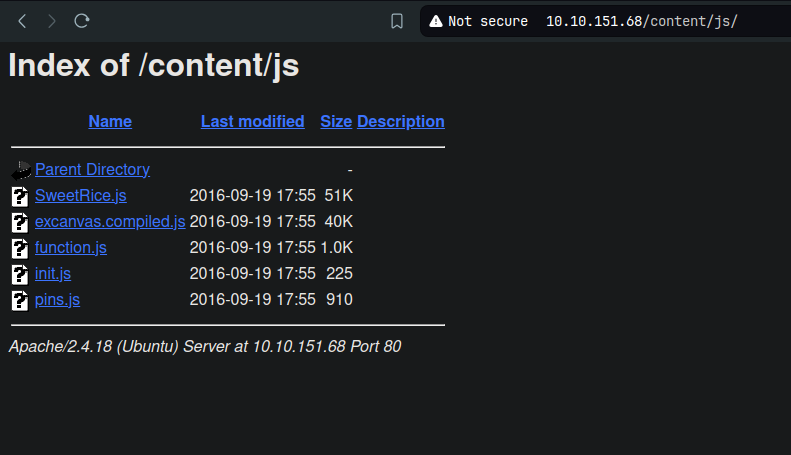 Not secure 10.10.151.68/content/js/
Index of /content/js
Name Last modified Size Description
Parent Directory -
SweetRice.js 2016-09-19 17:55 51K
excanvas.compiled.js 2016-09-19 17:55 40K
function.js 2016-09-19 17:55 1.0K
init.js 2016-09-19 17:55 225
pins.js 2016-09-19 17:55 910
Apache/2.4.18 (Ubuntu) Server at 10.10.151.68 Port 80